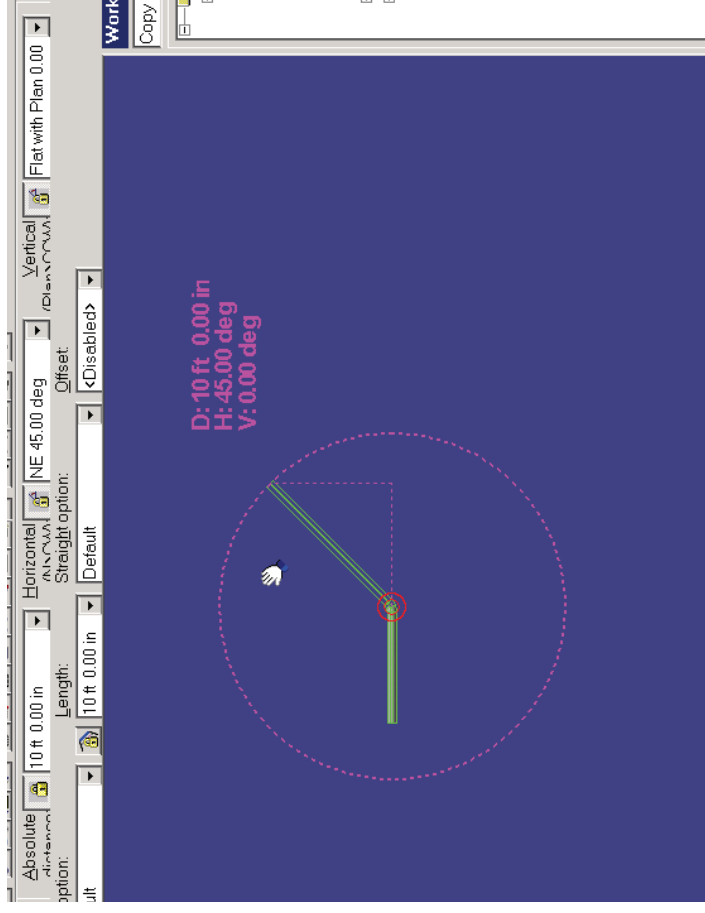 Absolute
10 ft 0.00 in
Horizontal
NE 45.00 deg
Vertical
Flat with Plan 0.00
distance:
option:
Length:
Straight option:
Offset:
10 ft 0.00 in
Default
<Disabled>
Work
Copy
D: 10 ft 0.00 in
H: 45.00 deg
V: 0.00 deg